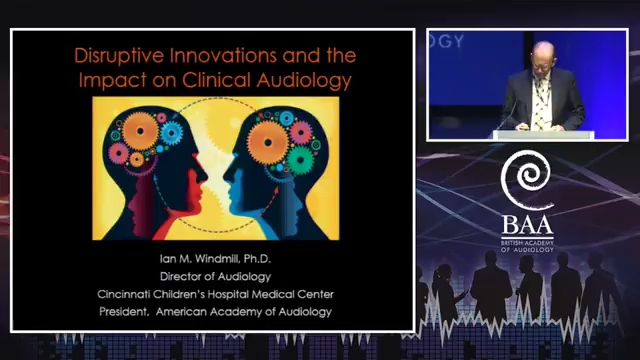 Disruptive Innovations and the
Impact on Clinical Audiology
Ian M. Windmill, Ph.D.
Director of Audiology
Cincinnati Children's Hospital Medical Center
President, American Academy of Audiology
OLOGY
BAA
BRITISH ACADEMY
OF AUDIOLOGY